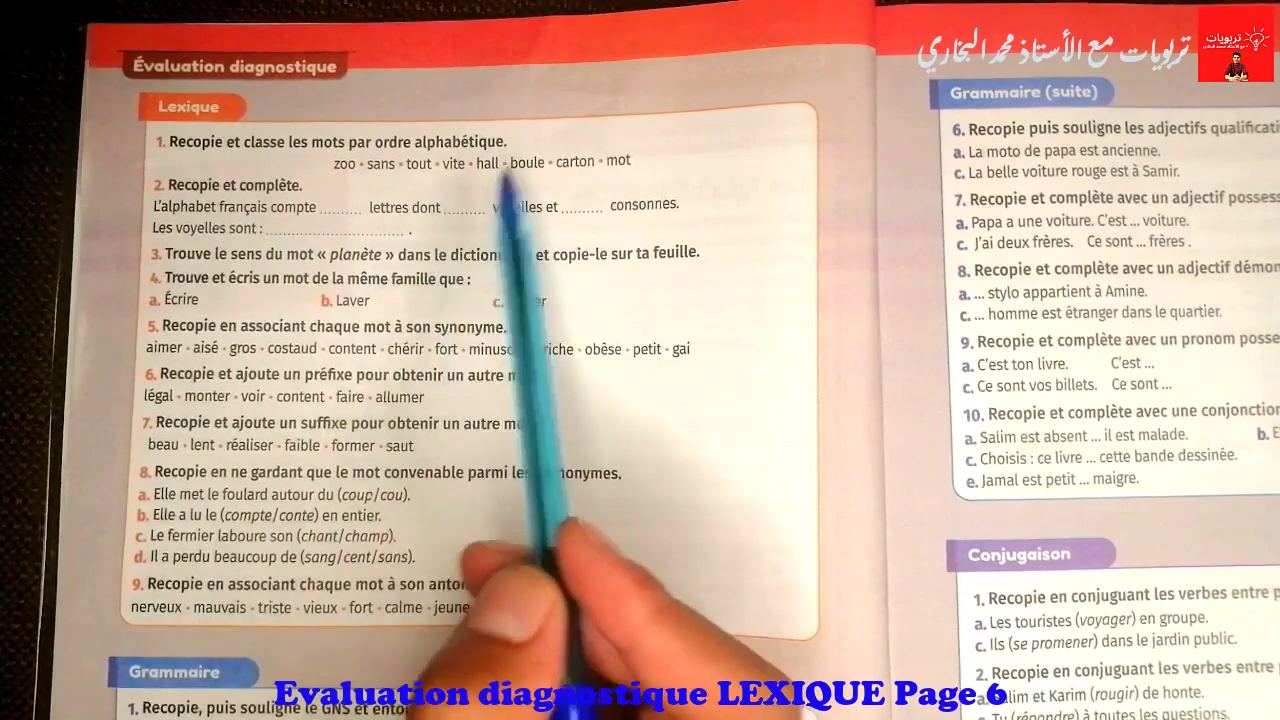 تربويات مع الأستاذ محمد البخاري
تربويات
Évaluation diagnostique
Lexique
1. Recopie et classe les mots par ordre alphabétique.
zoo • sans • tout • vite • hall • boule • carton • mot
2. Recopie et complète.
L'alphabet français compte .......... lettres dont .......... lles et .......... consonnes.
Les voyelles sont : .................................. .
3. Trouve le sens du mot « planète » dans le diction et copie-le sur ta feuille.
4. Trouve et écris un mot de la même famille que :
a. Écrire b. Laver c. er
5. Recopie en associant chaque mot à son synonyme.
aimer • aisé • gros • costaud • content • chérir • fort • minusc riche • obèse • petit • gai
6. Recopie et ajoute un préfixe pour obtenir un autre m
légal • monter • voir • content • faire • allumer
7. Recopie et ajoute un suffixe pour obtenir un autre mo
beau • lent • réaliser • faible • former • saut
8. Recopie en ne gardant que le mot convenable parmi les onymes.
a. Elle met le foulard autour du (coup/cou).
b. Elle a lu le (compte/conte) en entier.
c. Le fermier laboure son (chant/champ).
d. Il a perdu beaucoup de (sang/cent/sans).
9. Recopie en associant chaque mot à son anto
nerveux • mauvais • triste • vieux • fort • calme • jeune
Grammaire
1. Recopie, puis souligne le GNS et ento
Grammaire (suite)
6. Recopie puis souligne les adjectifs qualificati
a. La moto de papa est ancienne.
c. La belle voiture rouge est à Samir.
7. Recopie et complète avec un adjectif possess
a. Papa a une voiture. C'est ... voiture.
c. J'ai deux frères. Ce sont ... frères .
8. Recopie et complète avec un adjectif démon
a. ... stylo appartient à Amine.
c. ... homme est étranger dans le quartier.
9. Recopie et complète avec un pronom posse
a. C'est ton livre. C'est ...
c. Ce sont vos billets. Ce sont ...
10. Recopie et complète avec une conjonction
a. Salim est absent ... il est malade. b. E
c. Choisis : ce livre ... cette bande dessinée.
e. Jamal est petit ... maigre.
Conjugaison
1. Recopie en conjuguant les verbes entre p
a. Les touristes (voyager) en groupe.
c. Ils (se promener) dans le jardin public.
2. Recopie en conjuguant les verbes entre
a. Salim et Karim (rougir) de honte.
c. Tu (répondre) à toutes les questions.
Evaluation diagnostique LEXIQUE Page 6